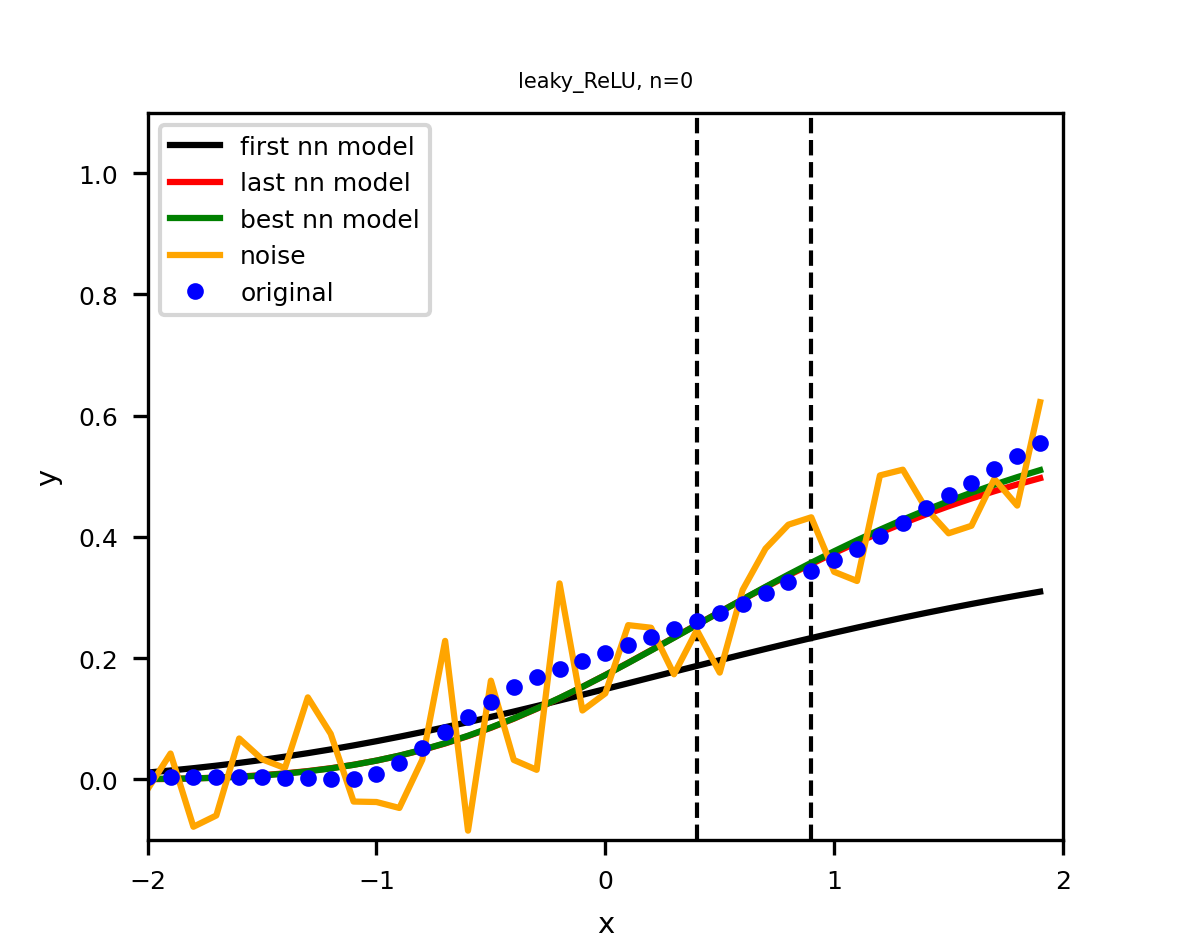 leaky_ReLU, n=0
first nn model
last nn model
best nn model
noise
original
1.0
0.8
0.6
0.4
0.2
0.0
y
−2
−1
0
1
2
x